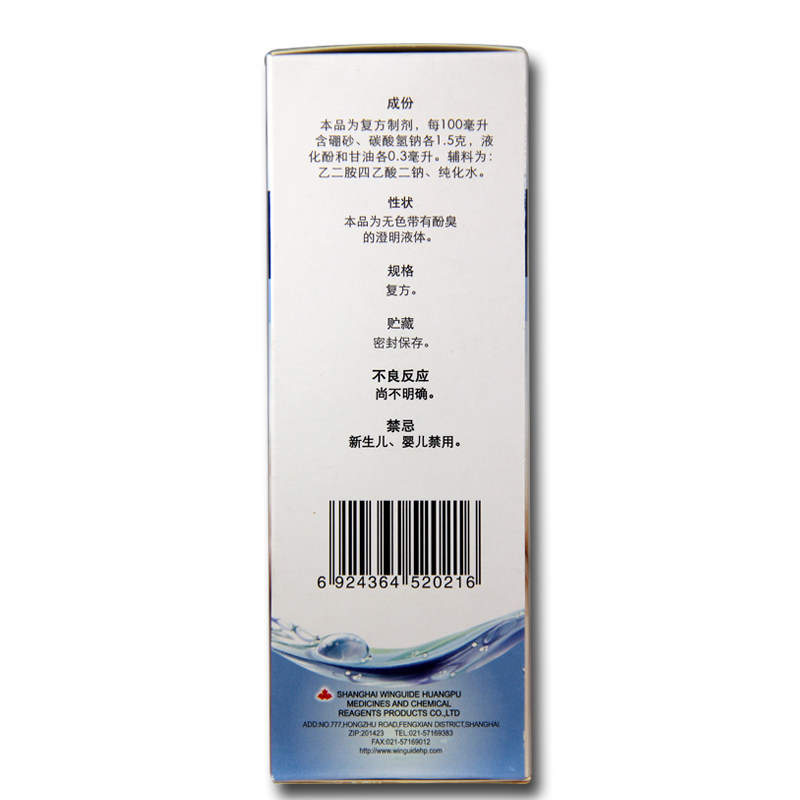 成份
本品为复方制剂，每100毫升
含硼砂、碳酸氢钠各1.5克，液
化酚和甘油各0.3毫升。辅料为：
乙二胺四乙酸二钠、纯化水。
性状
本品为无色带有酚臭
的澄明液体。
规格
复方。
贮藏
密封保存。
不良反应
尚不明确。
禁忌
新生儿、婴儿禁用。
6 924364 520216
SHANGHAI WINGUIDE HUANGPU
MEDICINES AND CHEMICAL
REAGENTS PRODUCTS CO.,LTD
ADD:NO.777,HONGZHU ROAD,FENGXIAN DISTRICT,SHANGHAI.
ZIP:201423 TEL:021-57169383
FAX:021-57169012
http://www.winguidehp.com